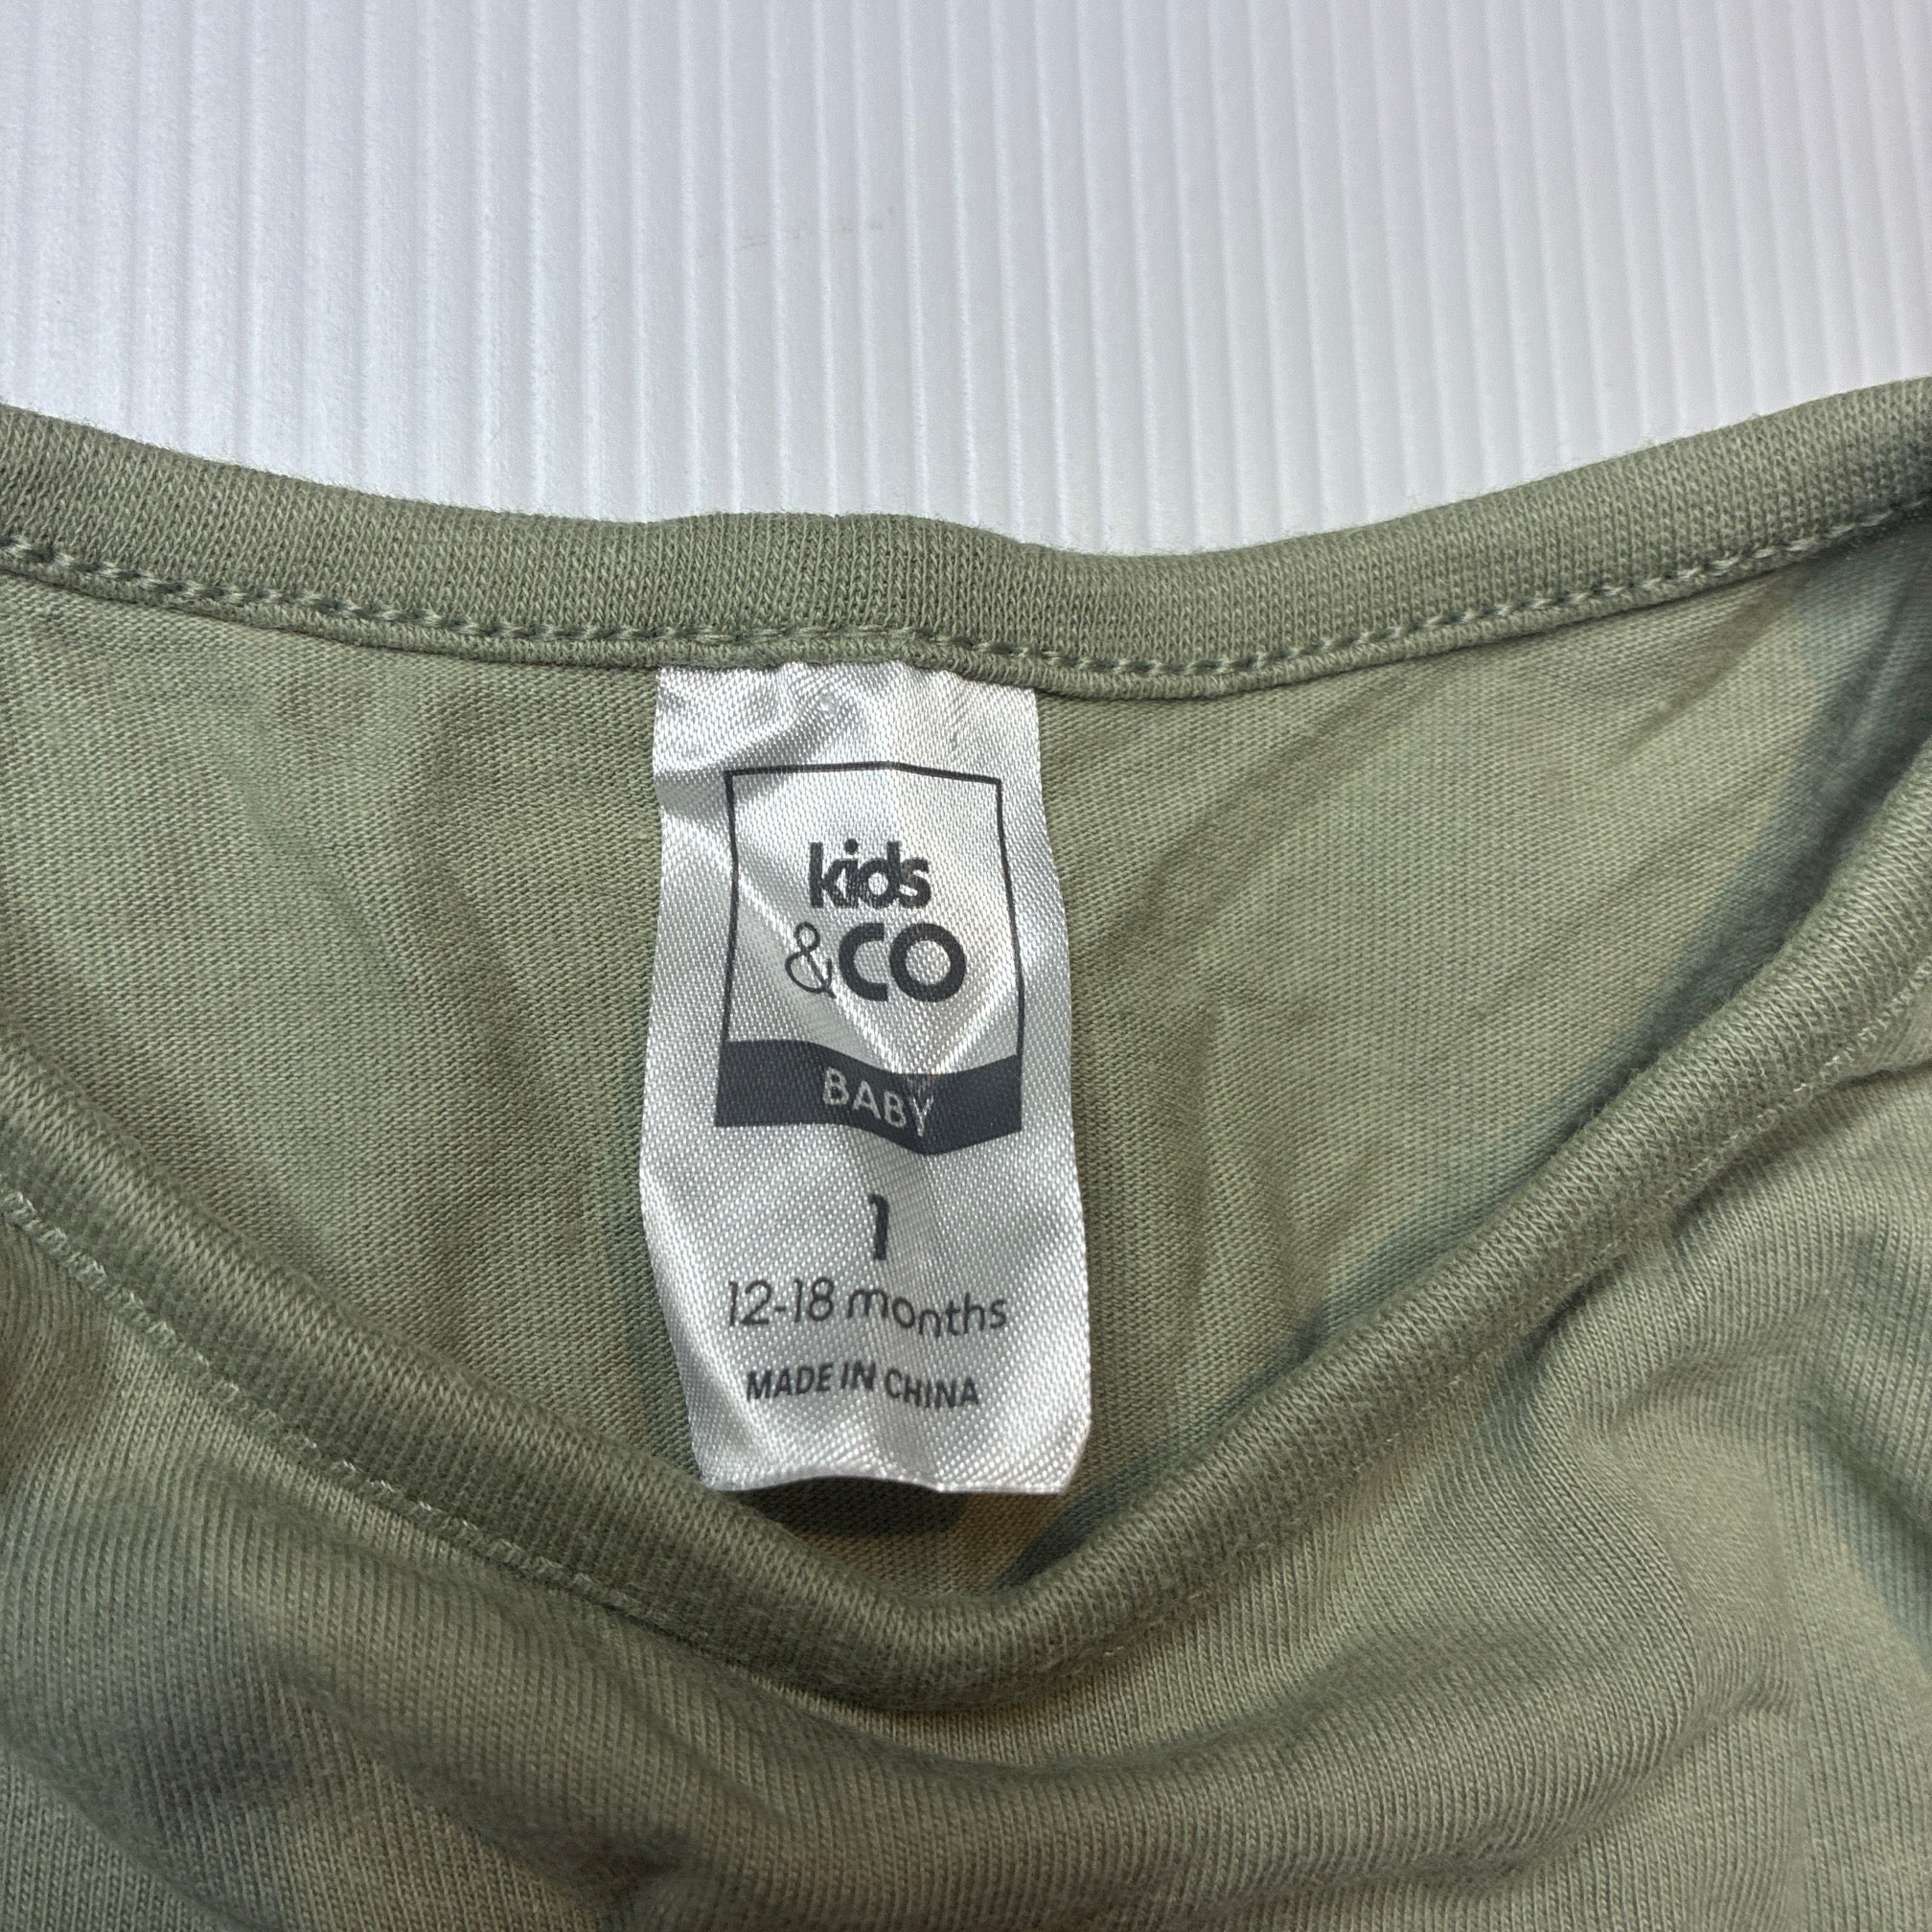 kids
&CO
BABY
1
12-18 months
MADE IN CHINA